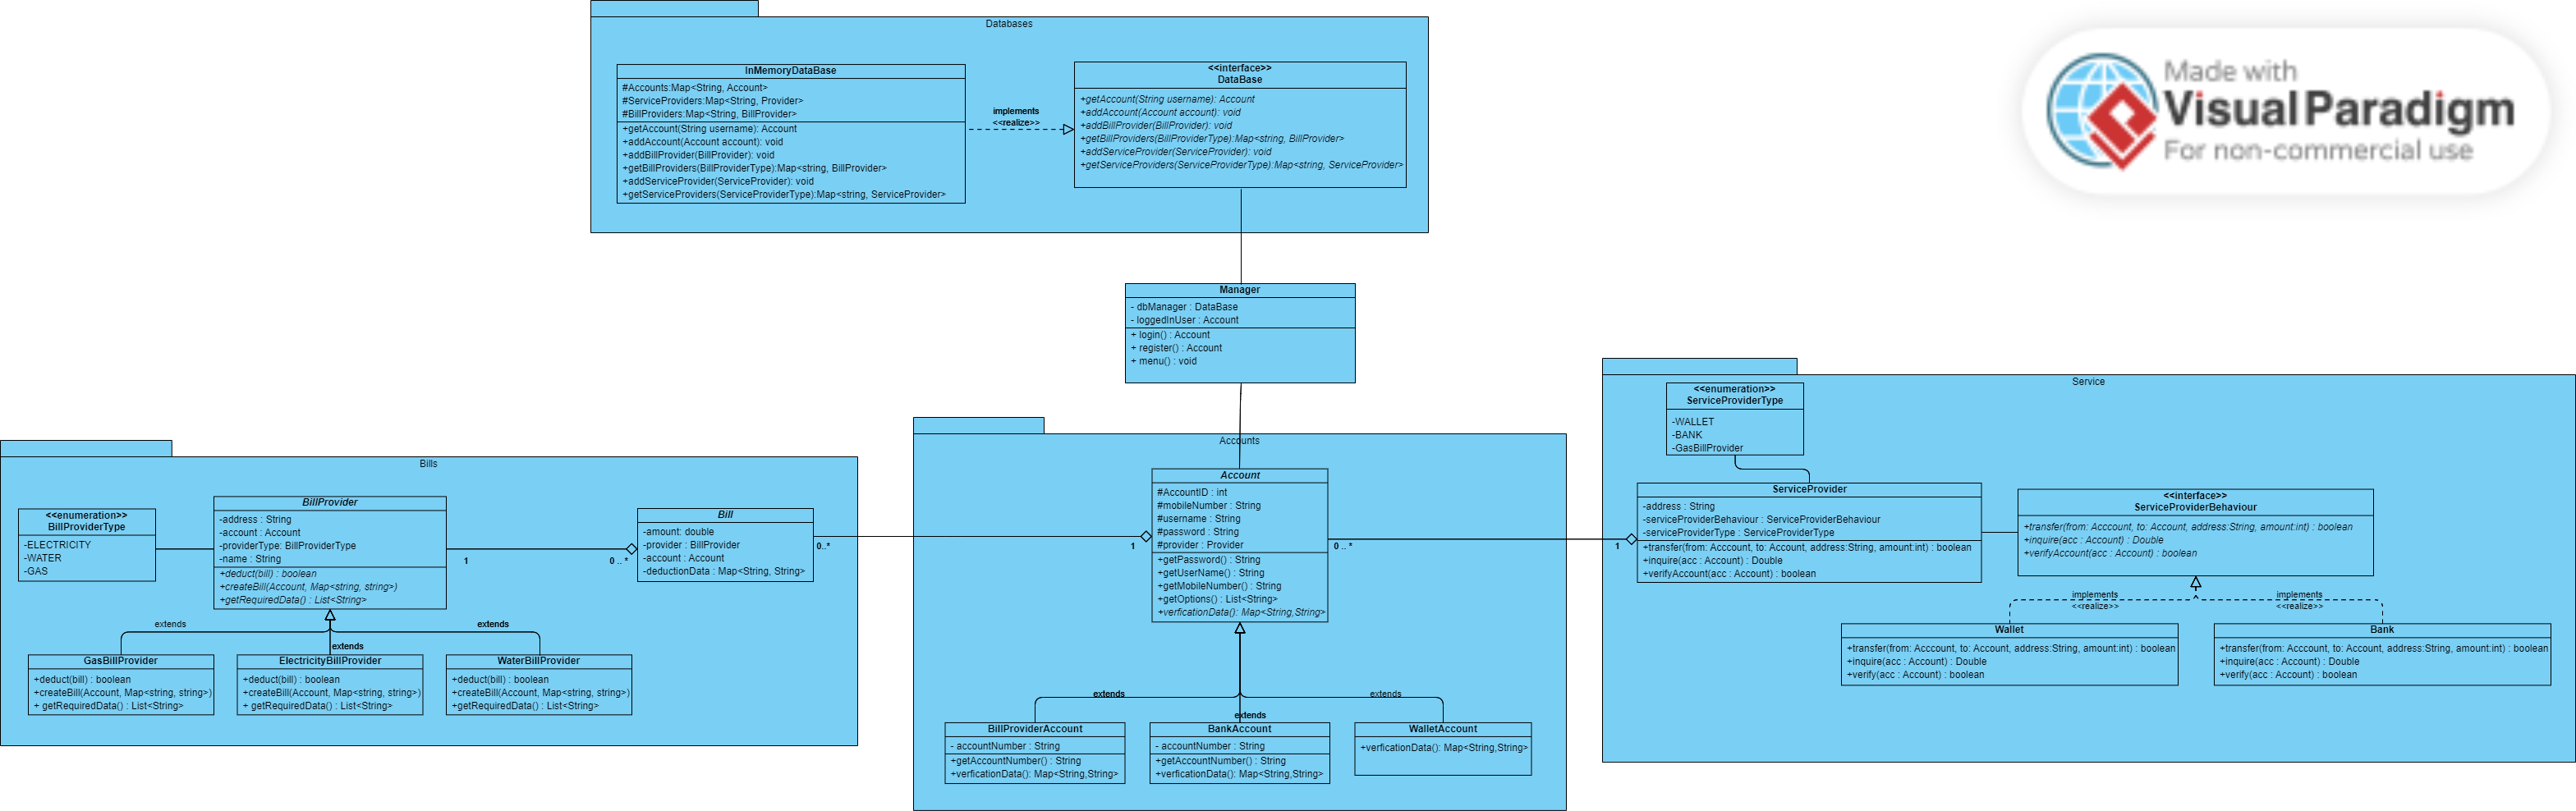 Databases
InMemoryDataBase
#Accounts:Map<String, Account>
#ServiceProviders:Map<String, Provider>
#BillProviders:Map<String, BillProvider>
+getAccount(String username): Account
+addAccount(Account account): void
+addBillProvider(BillProvider): void
+getBillProviders(BillProviderType):Map<string, BillProvider>
+addServiceProvider(ServiceProvider): void
+getServiceProviders(ServiceProviderType):Map<string, ServiceProvider>
implements
<<realize>>
<<interface>>
DataBase
+getAccount(String username): Account
+addAccount(Account account): void
+addBillProvider(BillProvider): void
+getBillProviders(BillProviderType):Map<string, BillProvider>
+addServiceProvider(ServiceProvider): void
+getServiceProviders(ServiceProviderType):Map<string, ServiceProvider>
Made with
Visual Paradigm
For non-commercial use
Manager
- dbManager : DataBase
- loggedInUser : Account
+ login() : Account
+ register() : Account
+ menu() : void
Bills
<<enumeration>>
BillProviderType
-ELECTRICITY
-WATER
-GAS
BillProvider
-address : String
-account : Account
-providerType: BillProviderType
-name : String
+deduct(bill) : boolean
+createBill(Account, Map<string, string>)
+getRequiredData() : List<String>
1
0 .. *
Bill
-amount: double
-provider : BillProvider
-account : Account
-deductionData : Map<String, String>
0..*
1
extends
extends
extends
GasBillProvider
+deduct(bill) : boolean
+createBill(Account, Map<string, string>)
+ getRequiredData() : List<String>
ElectricityBillProvider
+deduct(bill) : boolean
+createBill(Account, Map<string, string>)
+ getRequiredData() : List<String>
WaterBillProvider
+deduct(bill) : boolean
+createBill(Account, Map<string, string>)
+getRequiredData() : List<String>
Accounts
Account
#AccountID : int
#mobileNumber : String
#username : String
#password : String
#provider : Provider
+getPassword() : String
+getUserName() : String
+getMobileNumber() : String
+getOptions() : List<String>
+verficationData(): Map<String,String>
0 .. *
1
extends
extends
extends
BillProviderAccount
- accountNumber : String
+getAccountNumber() : String
+verficationData(): Map<String,String>
BankAccount
- accountNumber : String
+getAccountNumber() : String
+verficationData(): Map<String,String>
WalletAccount
+verficationData(): Map<String,String>
Service
<<enumeration>>
ServiceProviderType
-WALLET
-BANK
-GasBillProvider
ServiceProvider
-address : String
-serviceProviderBehaviour : ServiceProviderBehaviour
-serviceProviderType : ServiceProviderType
+transfer(from: Acccount, to: Account, address:String, amount:int) : boolean
+inquire(acc : Account) : Double
+verifyAccount(acc : Account) : boolean
<<interface>>
ServiceProviderBehaviour
+transfer(from: Acccount, to: Account, address:String, amount:int) : boolean
+inquire(acc : Account) : Double
+verifyAccount(acc : Account) : boolean
implements
<<realize>>
implements
<<realize>>
Wallet
+transfer(from: Acccount, to: Account, address:String, amount:int) : boolean
+inquire(acc : Account) : Double
+verify(acc : Account) : boolean
Bank
+transfer(from: Acccount, to: Account, address:String, amount:int) : boolean
+inquire(acc : Account) : Double
+verify(acc : Account) : boolean